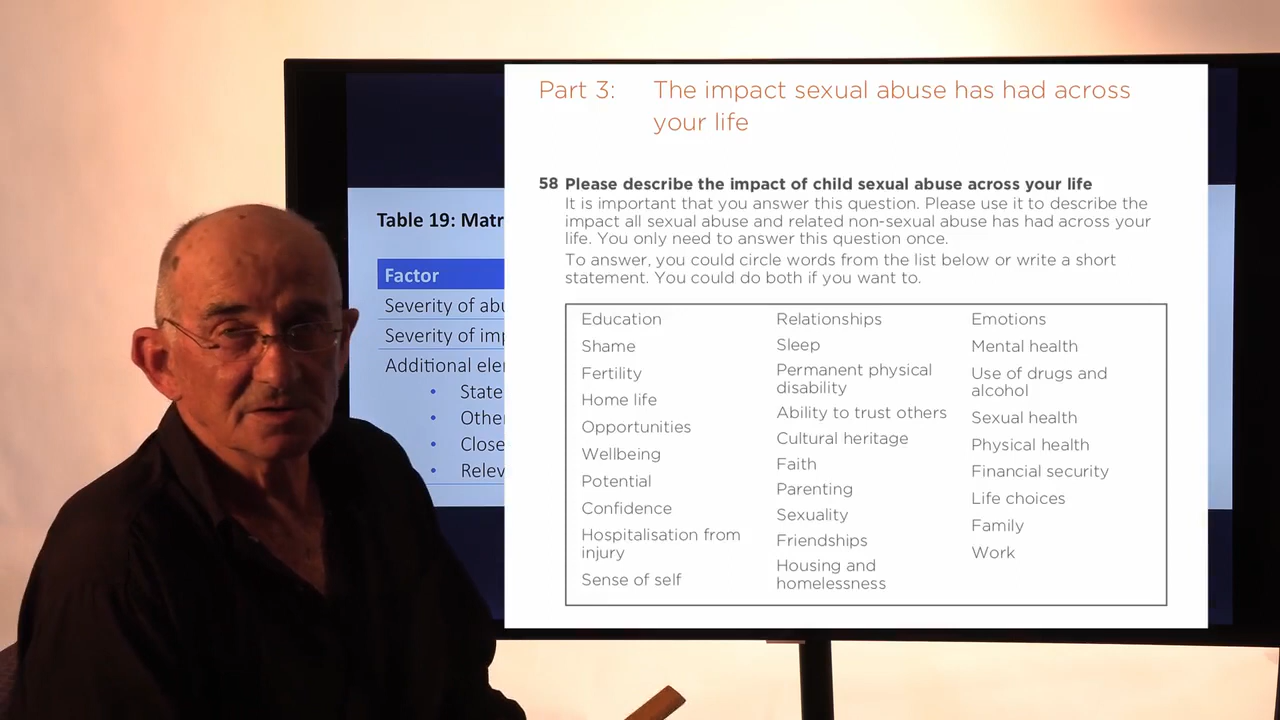 Part 3: The impact sexual abuse has had across
your life
58 Please describe the impact of child sexual abuse across your life
It is important that you answer this question. Please use it to describe the
impact all sexual abuse and related non-sexual abuse has had across your
life. You only need to answer this question once.
To answer, you could circle words from the list below or write a short
statement. You could do both if you want to.
Education
Shame
Fertility
Home life
Opportunities
Wellbeing
Potential
Confidence
Hospitalisation from
injury
Sense of self
Relationships
Sleep
Permanent physical
disability
Ability to trust others
Cultural heritage
Faith
Parenting
Sexuality
Friendships
Housing and
homelessness
Emotions
Mental health
Use of drugs and
alcohol
Sexual health
Physical health
Financial security
Life choices
Family
Work
Table 19: Matr
Factor
Severity of abu
Severity of imp
Additional ele
• State
• Othe
• Close
• Relev